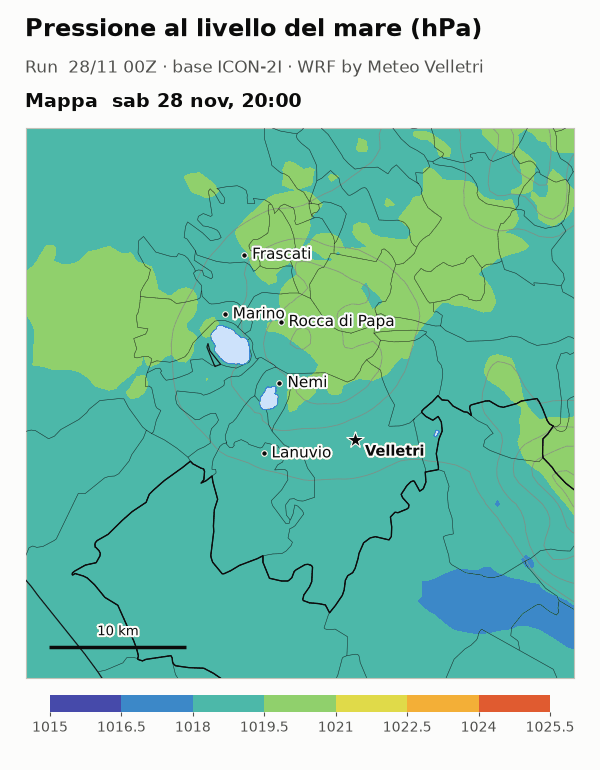 Pressione al livello del mare (hPa)
Run  28/11 00Z · base ICON-2I · WRF by Meteo Velletri
Mappa  sab 28 nov, 20:00
Frascati
Marino
Rocca di Papa
Nemi
Velletri
Lanuvio
10 km
1015 1016.5 1018 1019.5 1021 1022.5 1024 1025.5